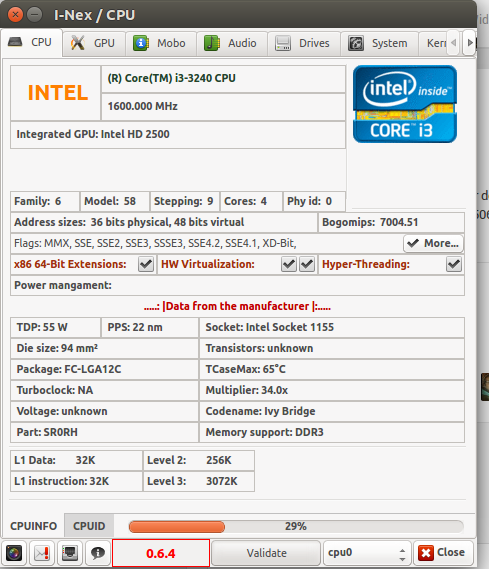 I-Nex / CPU
CPU GPU Mobo Audio Drives System Ker
INTEL
(R) Core(TM) i3-3240 CPU
1600.000 MHz
Integrated GPU: Intel HD 2500
intel inside™
CORE i3
Family: 6 Model: 58 Stepping: 9 Cores: 4 Phy id: 0
Address sizes: 36 bits physical, 48 bits virtual Bogomips: 7004.51
Flags: MMX, SSE, SSE2, SSE3, SSSE3, SSE4.2, SSE4.1, XD-Bit, More...
x86 64-Bit Extensions: HW Virtualization: Hyper-Threading:
Power mangament:
.....: |Data from the manufacturer |:.....
TDP: 55 W PPS: 22 nm Socket: Intel Socket 1155
Die size: 94 mm² Transistors: unknown
Package: FC-LGA12C TCaseMax: 65°C
Turboclock: NA Multiplier: 34.0x
Voltage: unknown Codename: Ivy Bridge
Part: SR0RH Memory support: DDR3
L1 Data: 32K Level 2: 256K
L1 instruction: 32K Level 3: 3072K
CPUINFO CPUID 29%
0.6.4 Validate cpu0 Close